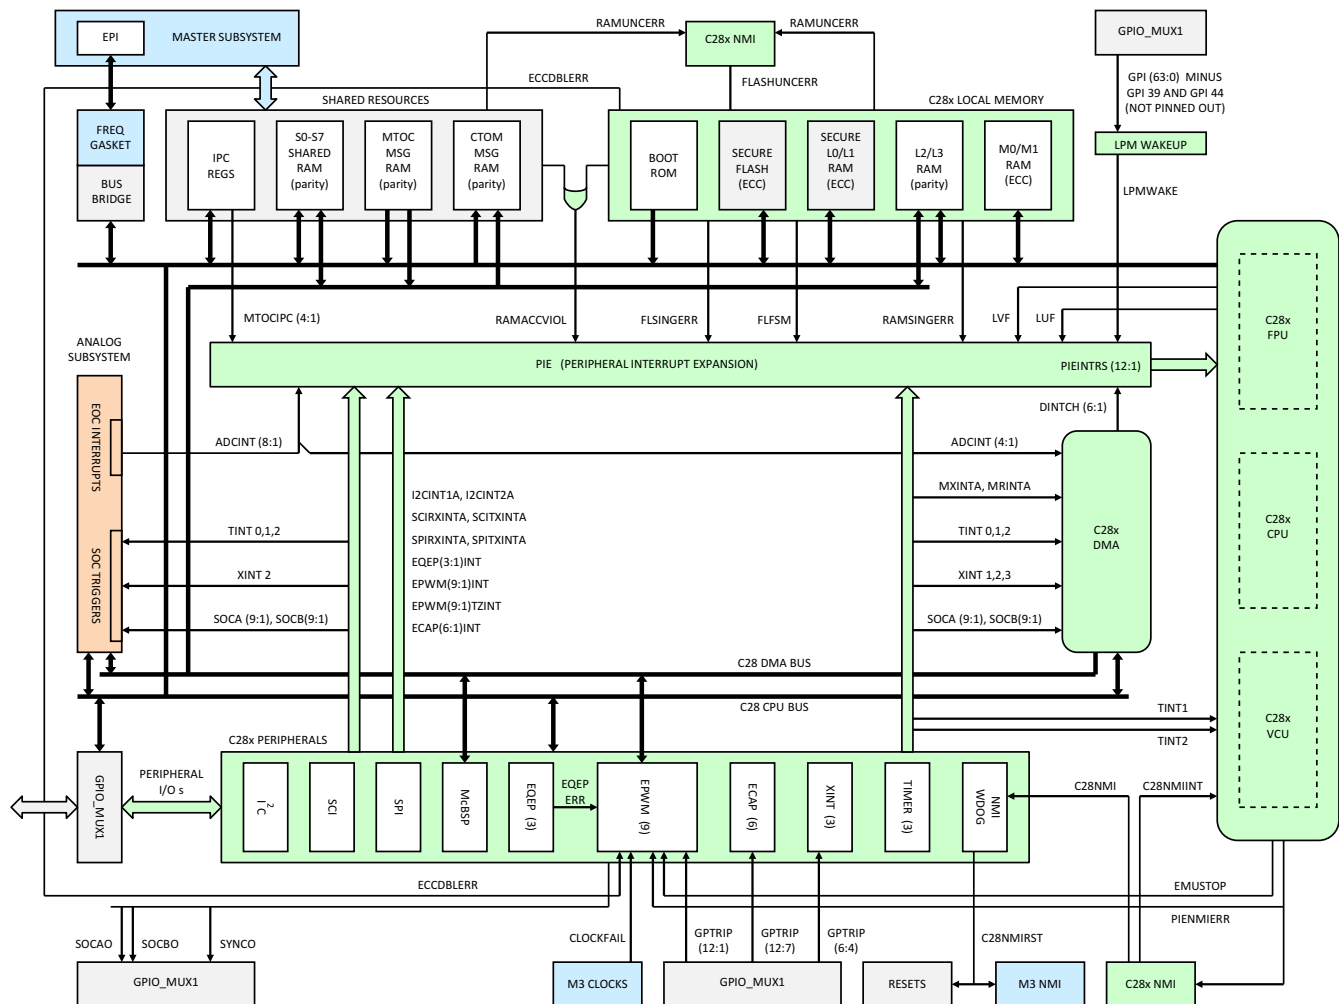 EPI
MASTER SUBSYSTEM
RAMUNCERR
C28x NMI
RAMUNCERR
GPIO_MUX1
ECCDBLERR
FLASHUNCERR
GPI (63:0) MINUS
GPI 39 AND GPI 44
(NOT PINNED OUT)
SHARED RESOURCES
C28x LOCAL MEMORY
FREQ
GASKET
BUS
BRIDGE
IPC
REGS
S0-S7
SHARED
RAM
(parity)
MTOC
MSG
RAM
(parity)
CTOM
MSG
RAM
(parity)
BOOT
ROM
SECURE
FLASH
(ECC)
SECURE
L0/L1
RAM
(ECC)
L2/L3
RAM
(parity)
M0/M1
RAM
(ECC)
LPM WAKEUP
LPMWAKE
MTOCIPC (4:1)
RAMACCVIOL
FLSINGERR
FLFSM
RAMSINGERR
LVF
LUF
C28x
FPU
ANALOG
SUBSYSTEM
PIE (PERIPHERAL INTERRUPT EXPANSION)
PIEINTRS (12:1)
DINTCH (6:1)
EOC INTERRUPTS
ADCINT (8:1)
ADCINT (4:1)
I2CINT1A, I2CINT2A
SCIRXINTA, SCITXINTA
SPIRXINTA, SPITXINTA
EQEP(3:1)INT
EPWM(9:1)INT
EPWM(9:1)TZINT
ECAP(6:1)INT
MXINTA, MRINTA
SOC TRIGGERS
TINT 0,1,2
TINT 0,1,2
C28x
DMA
C28x
CPU
XINT 2
XINT 1,2,3
SOCA (9:1), SOCB(9:1)
SOCA (9:1), SOCB(9:1)
C28 DMA BUS
C28 CPU BUS
TINT1
TINT2
C28x
VCU
C28x PERIPHERALS
GPIO_MUX1
PERIPHERAL
I/O s
I2C
SCI
SPI
McBSP
EQEP (3)
EQEP
ERR
EPWM (9)
ECAP (6)
XINT (3)
TIMER (3)
NMI
WDOG
C28NMI
C28NMIINT
ECCDBLERR
EMUSTOP
PIENMIERR
SOCAO
SOCBO
SYNCO
CLOCKFAIL
GPTRIP
(12:1)
GPTRIP
(12:7)
GPTRIP
(6:4)
C28NMIRST
GPIO_MUX1
M3 CLOCKS
GPIO_MUX1
RESETS
M3 NMI
C28x NMI